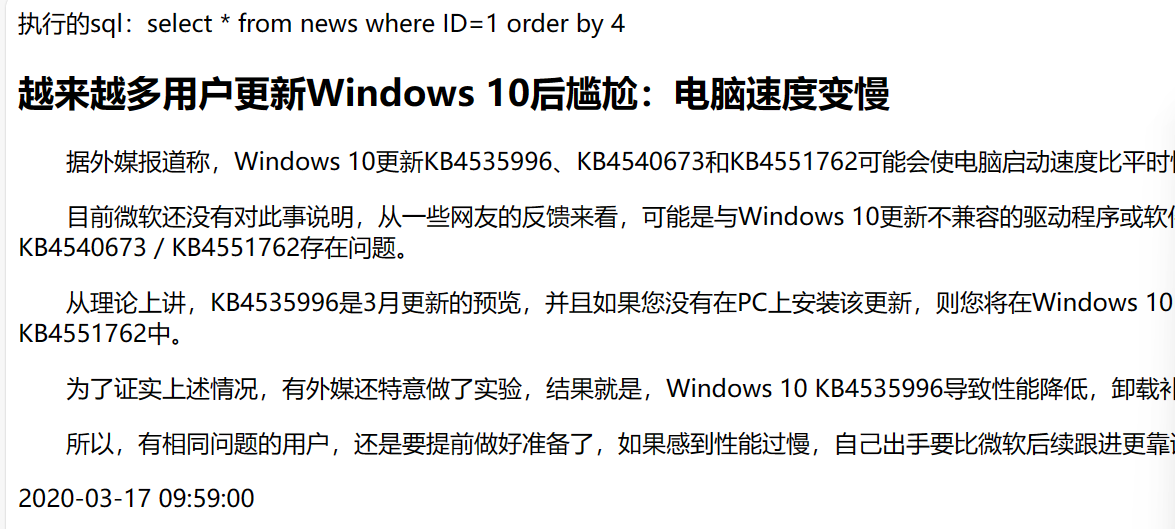 执行的sql：select * from news where ID=1 order by 4
越来越多用户更新Windows 10后尴尬：电脑速度变慢
据外媒报道称，Windows 10更新KB4535996、KB4540673和KB4551762可能会使电脑启动速度比平时
目前微软还没有对此事说明，从一些网友的反馈来看，可能是与Windows 10更新不兼容的驱动程序或软
KB4540673 / KB4551762存在问题。
从理论上讲，KB4535996是3月更新的预览，并且如果您没有在PC上安装该更新，则您将在Windows 10
KB4551762中。
为了证实上述情况，有外媒还特意做了实验，结果就是，Windows 10 KB4535996导致性能降低，卸载
所以，有相同问题的用户，还是要提前做好准备了，如果感到性能过慢，自己出手要比微软后续跟进更靠
2020-03-17 09:59:00